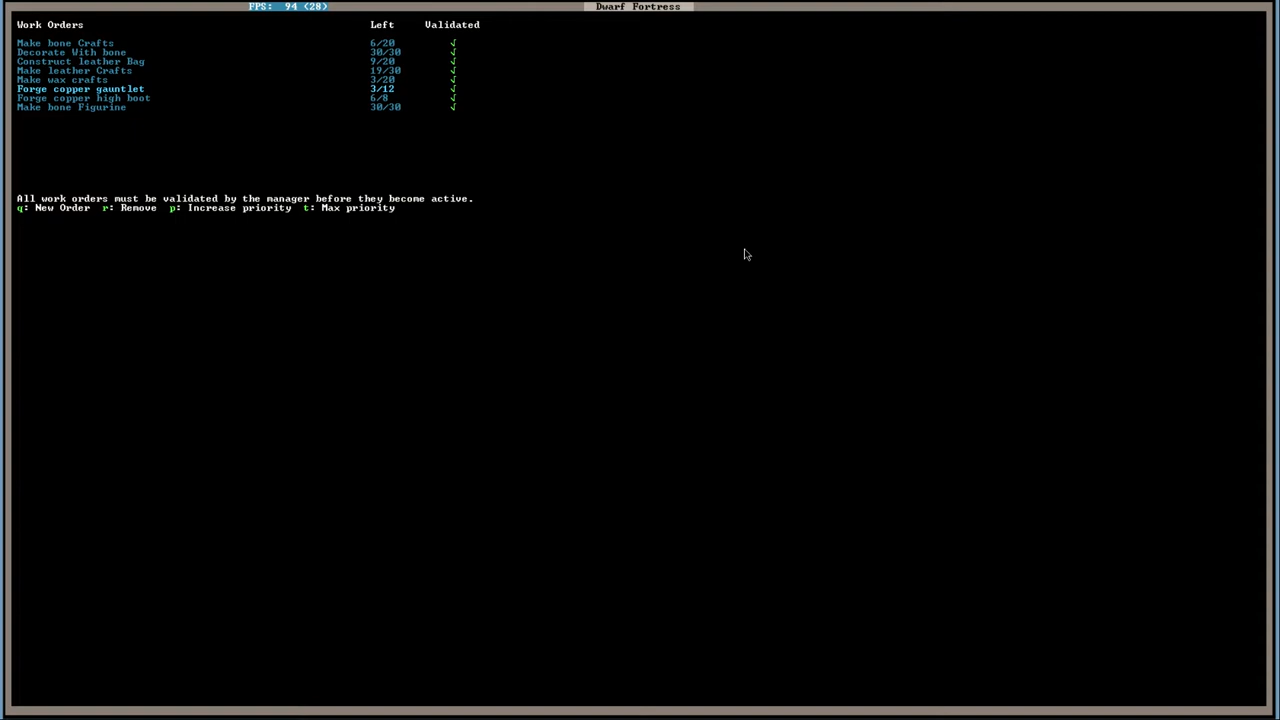 FPS: 94 (28) Dwarf Fortress
Work Orders Left Validated
Make bone Crafts 6/20 √
Decorate With bone 30/30 √
Construct leather Bag 9/20 √
Make leather Crafts 19/30 √
Make wax crafts 3/20 √
Forge copper gauntlet 3/12 √
Forge copper high boot 6/8 √
Make bone Figurine 30/30 √
All work orders must be validated by the manager before they become active.
q: New Order r: Remove p: Increase priority t: Max priority